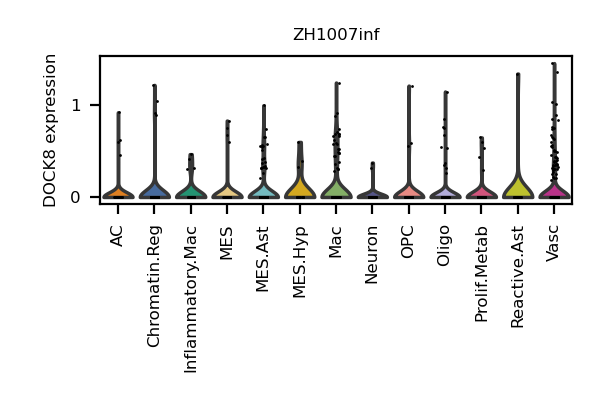 ZH1007inf
DOCK8 expression
1
0
AC
Chromatin.Reg
Inflammatory.Mac
MES
MES.Ast
MES.Hyp
Mac
Neuron
OPC
Oligo
Prolif.Metab
Reactive.Ast
Vasc